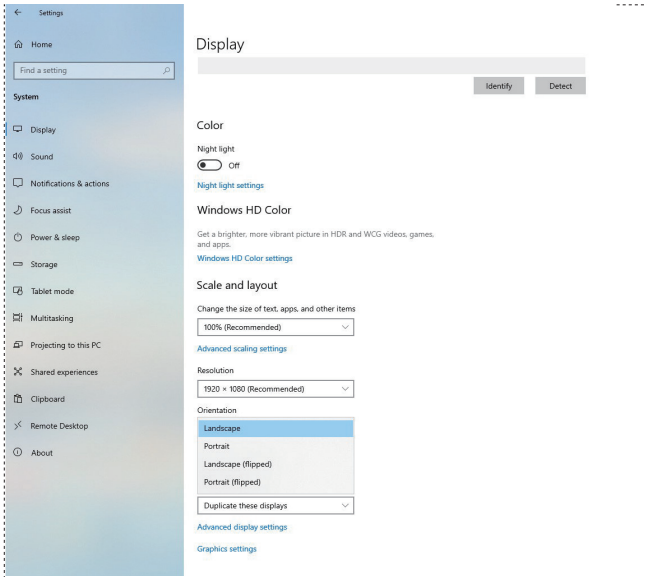 Settings
Home
Find a setting
System
Display
Sound
Notifications & actions
Focus assist
Power & sleep
Storage
Tablet mode
Multitasking
Projecting to this PC
Shared experiences
Clipboard
Remote Desktop
About
Display
Identify
Detect
Color
Night light
Off
Night light settings
Windows HD Color
Get a brighter, more vibrant picture in HDR and WCG videos, games,
and apps.
Windows HD Color settings
Scale and layout
Change the size of text, apps, and other items
100% (Recommended)
Advanced scaling settings
Resolution
1920 × 1080 (Recommended)
Orientation
Landscape
Portrait
Landscape (flipped)
Portrait (flipped)
Duplicate these displays
Advanced display settings
Graphics settings